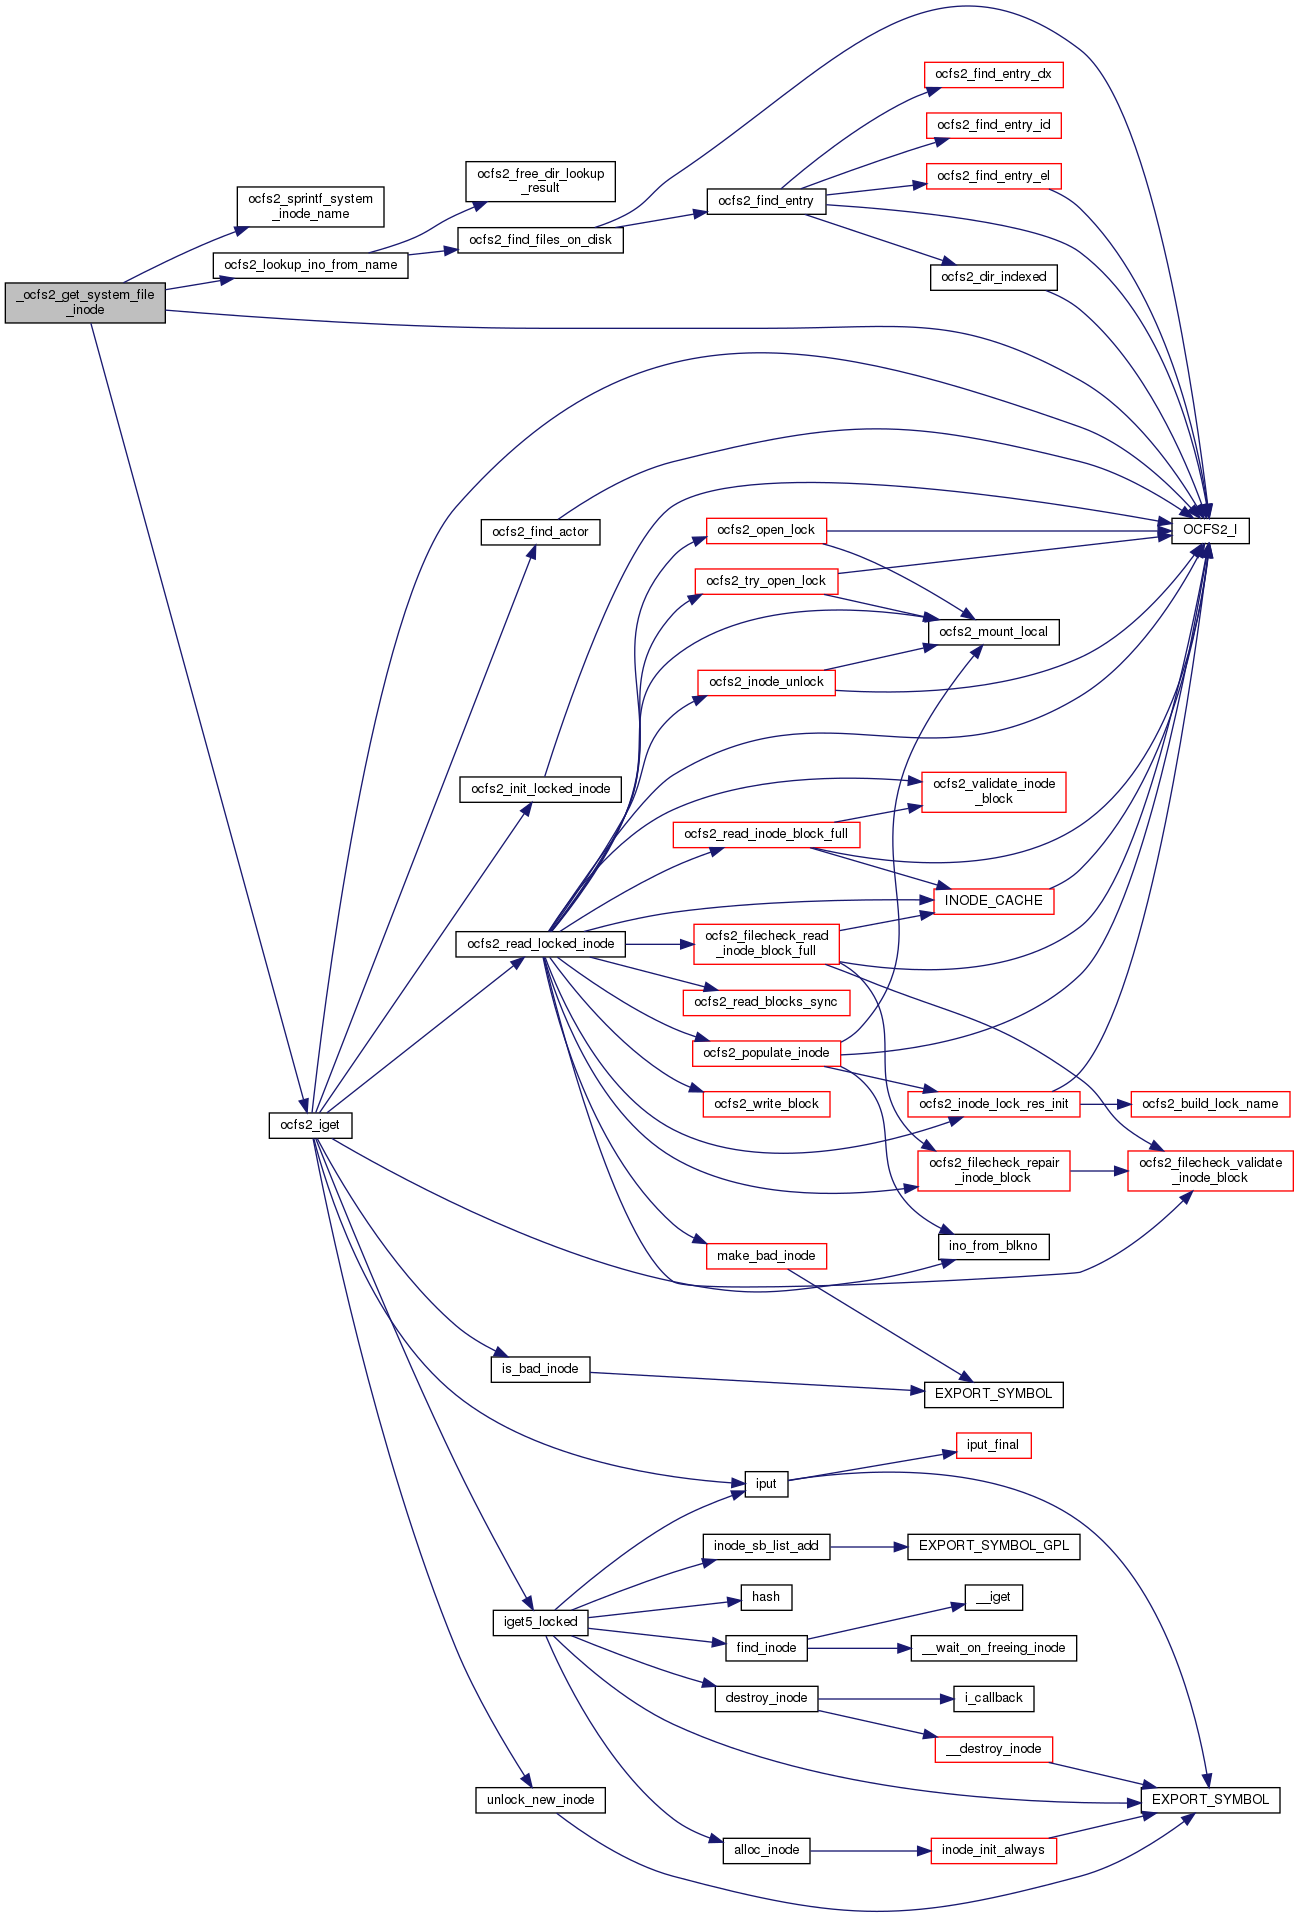 ocfs2_find_entry_dx
ocfs2_find_entry_id
ocfs2_free_dir_lookup
_result
ocfs2_find_entry_el
ocfs2_sprintf_system
_inode_name
ocfs2_find_entry
ocfs2_find_files_on_disk
ocfs2_lookup_ino_from_name
ocfs2_dir_indexed
_ocfs2_get_system_file
_inode
ocfs2_find_actor
ocfs2_open_lock
OCFS2_I
ocfs2_try_open_lock
ocfs2_mount_local
ocfs2_inode_unlock
ocfs2_init_locked_inode
ocfs2_validate_inode
_block
ocfs2_read_inode_block_full
INODE_CACHE
ocfs2_read_locked_inode
ocfs2_filecheck_read
_inode_block_full
ocfs2_read_blocks_sync
ocfs2_populate_inode
ocfs2_write_block
ocfs2_inode_lock_res_init
ocfs2_build_lock_name
ocfs2_iget
ocfs2_filecheck_repair
_inode_block
ocfs2_filecheck_validate
_inode_block
ino_from_blkno
make_bad_inode
is_bad_inode
EXPORT_SYMBOL
iput_final
iput
inode_sb_list_add
EXPORT_SYMBOL_GPL
hash
__iget
iget5_locked
find_inode
__wait_on_freeing_inode
destroy_inode
i_callback
__destroy_inode
unlock_new_inode
EXPORT_SYMBOL
alloc_inode
inode_init_always